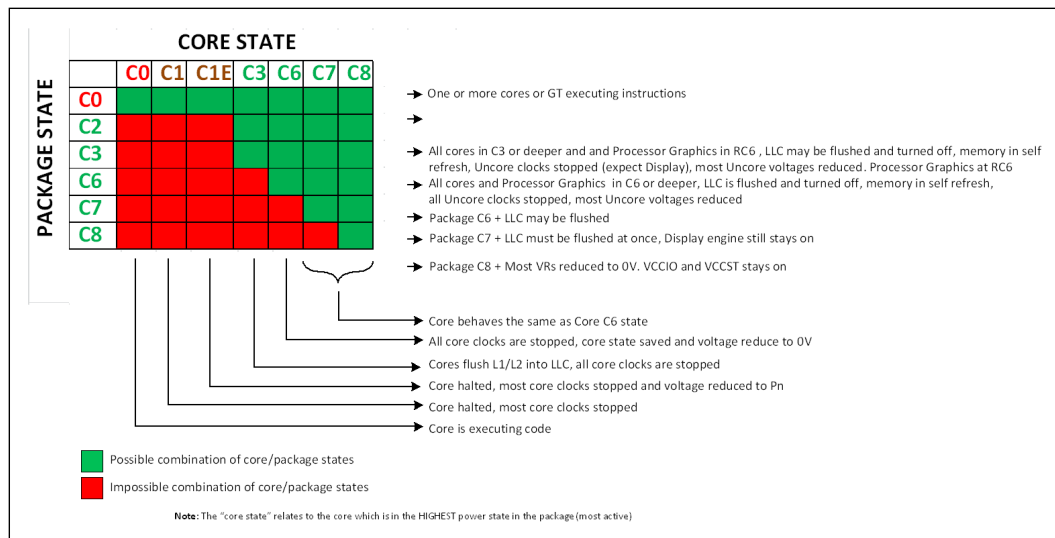 CORE STATE
PACKAGE STATE
C0 C1 C1E C3 C6 C7 C8
C0
C2
C3
C6
C7
C8
One or more cores or GT executing instructions
All cores in C3 or deeper and and Processor Graphics in RC6 , LLC may be flushed and turned off, memory in self
refresh, Uncore clocks stopped (expect Display), most Uncore voltages reduced. Processor Graphics at RC6
All cores and Processor Graphics in C6 or deeper, LLC is flushed and turned off, memory in self refresh,
all Uncore clocks stopped, most Uncore voltages reduced
Package C6 + LLC may be flushed
Package C7 + LLC must be flushed at once, Display engine still stays on
Package C8 + Most VRs reduced to 0V. VCCIO and VCCST stays on
Core behaves the same as Core C6 state
All core clocks are stopped, core state saved and voltage reduce to 0V
Cores flush L1/L2 into LLC, all core clocks are stopped
Core halted, most core clocks stopped and voltage reduced to Pn
Core halted, most core clocks stopped
Core is executing code
Possible combination of core/package states
Impossible combination of core/package states
Note: The “core state” relates to the core which is in the HIGHEST power state in the package (most active)